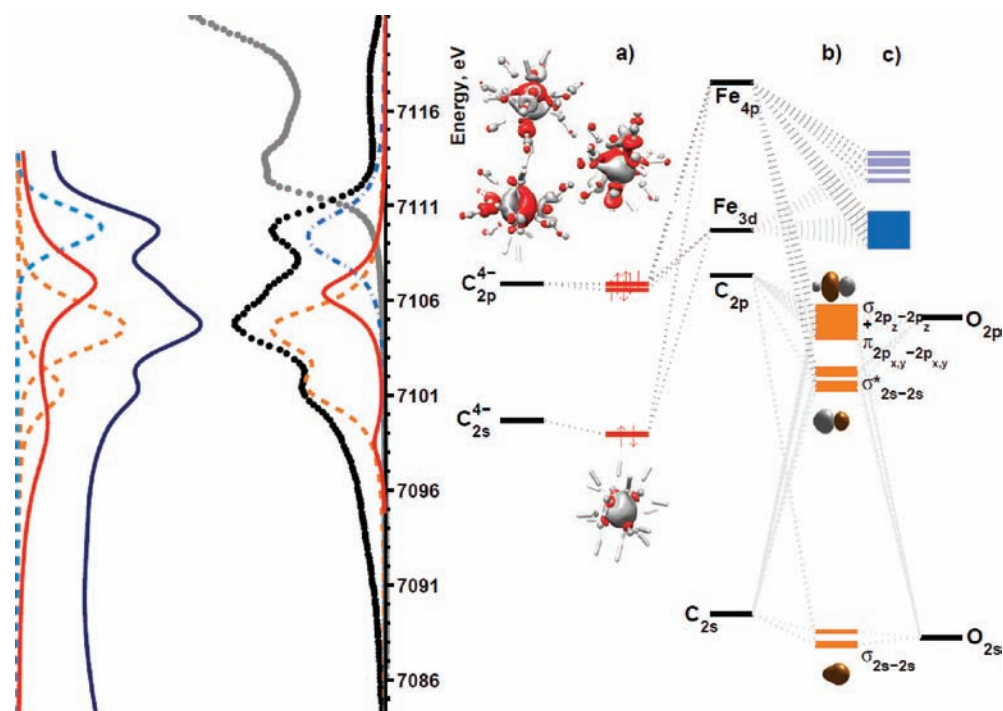 Energy, eV
a)
b)
c)
7116
7111
7106
7101
7096
7091
7086
Fe4p
Fe3d
C2p
C2s
C4-2p
C4-2s
σ2pz−2pz
+
π2px,y−2px,y
σ*2s−2s
σ2s−2s
O2p
O2s